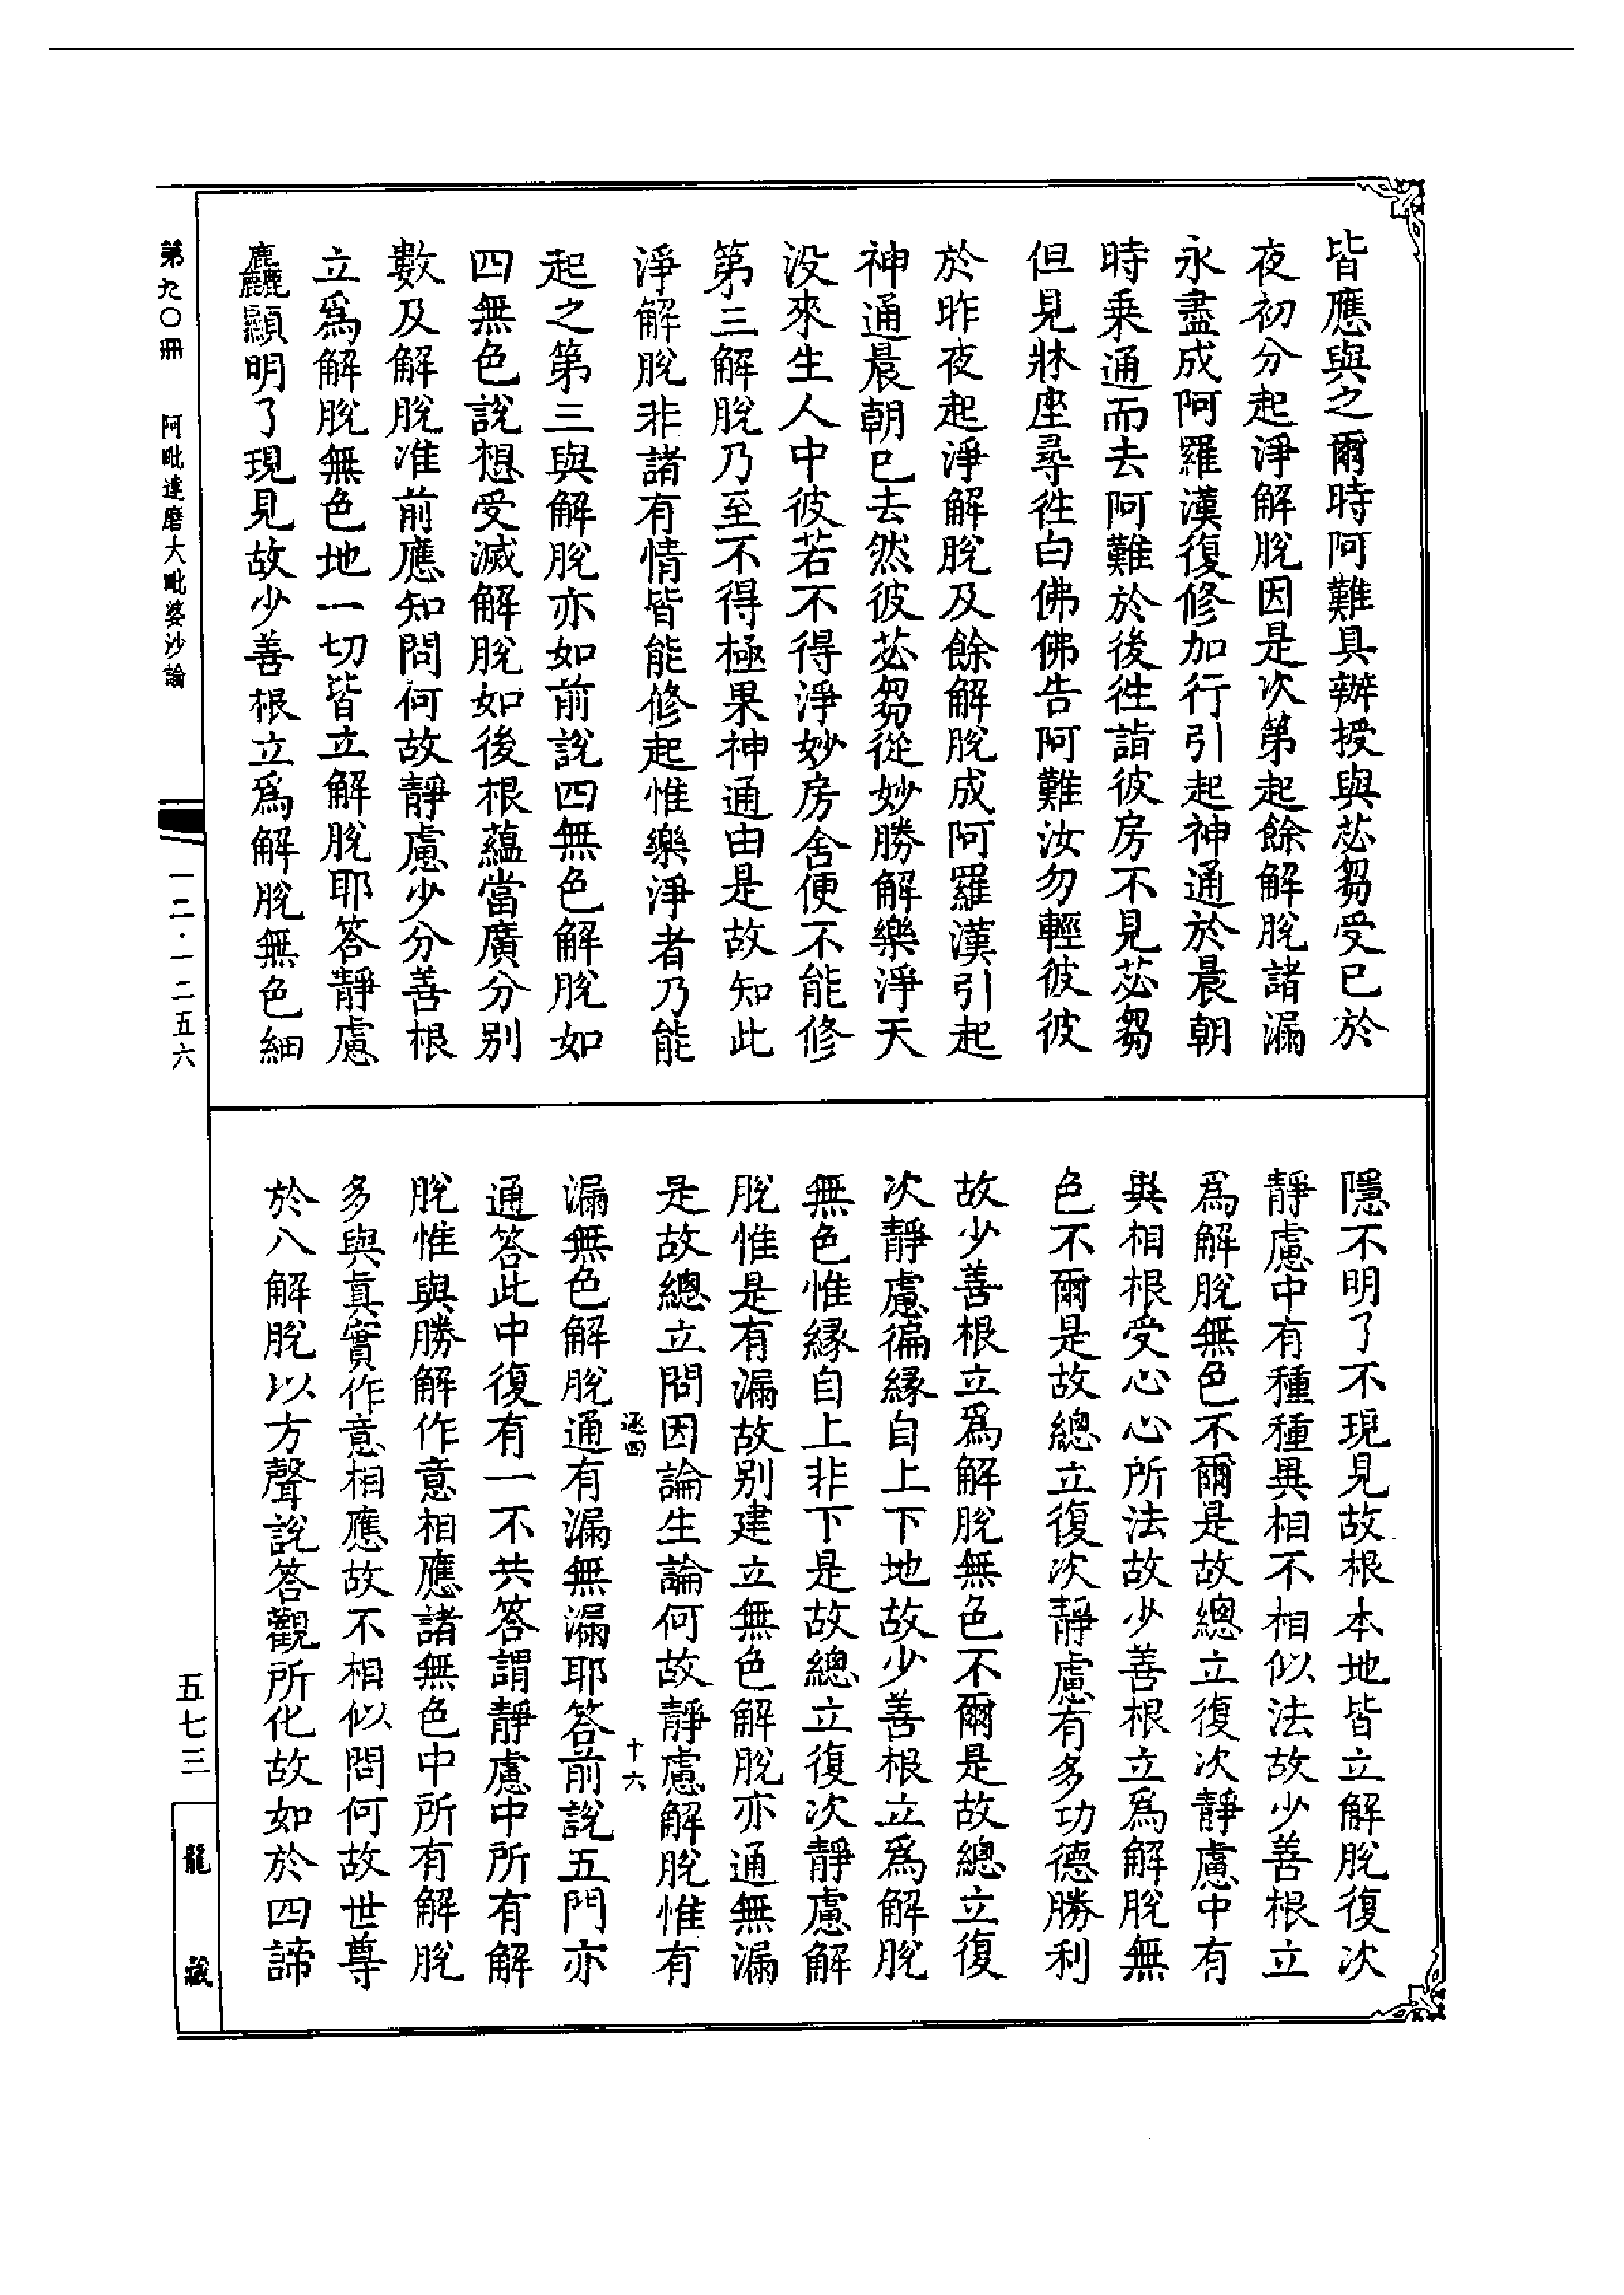 皆應與之爾時阿難具辦授與苾芻受已於
夜初分起淨解脫因是次第起餘解脫諸漏
永盡成阿羅漢復修加行引起神通於晨朝
時乗通而去阿難於後徃詣彼房不見苾芻
但見牀座尋徃白佛佛告阿難汝勿輕彼彼
於昨夜起淨解脫及餘解脫成阿羅漢引起
神通晨朝已去然彼苾芻從妙勝解樂淨天
没來生人中彼若不得淨妙房舍便不能修
第三解脫乃至不得極果神通由是故知此
淨解脫非諸有情皆能修起惟樂淨者乃能
起之第三與解脫亦如前說四無色解脫如
四無色說想受滅解脫如後根蘊當廣分別
數及解脫准前應知問何故靜慮少分善根
立爲解脫無色地一切皆立解脫耶答靜慮
麤顯明了現見故少善根立爲解脫無色細
隱不明了不現見故根本地皆立解脫復次
靜慮中有種種異相不相似法故少善根立
爲解脫無色不爾是故總立復次靜慮中有
異相根受心心所法故少善根立爲解脫無
色不爾是故總立復次靜慮有多功德勝利
故少善根立爲解脫無色不爾是故總立復
次靜慮徧緣自上下地故少善根立爲解脫
無色惟緣自上非下是故總立復次靜慮解
脫惟是有漏故别建立無色解脫亦通無漏
是故總立問因論生論何故靜慮解脫惟有
逐四
十六
漏無色解脫通有漏無漏耶答前說五門亦
通答此中復有一不共答謂靜慮中所有解
脫惟與勝解作意相應諸無色中所有解脫
多與眞實作意相應故不相似問何故世尊
於八解脫以方聲說答觀所化故如於四諦
第九〇冊
阿毗達磨大毗婆沙論
一二·一二五六
五七三
龍藏